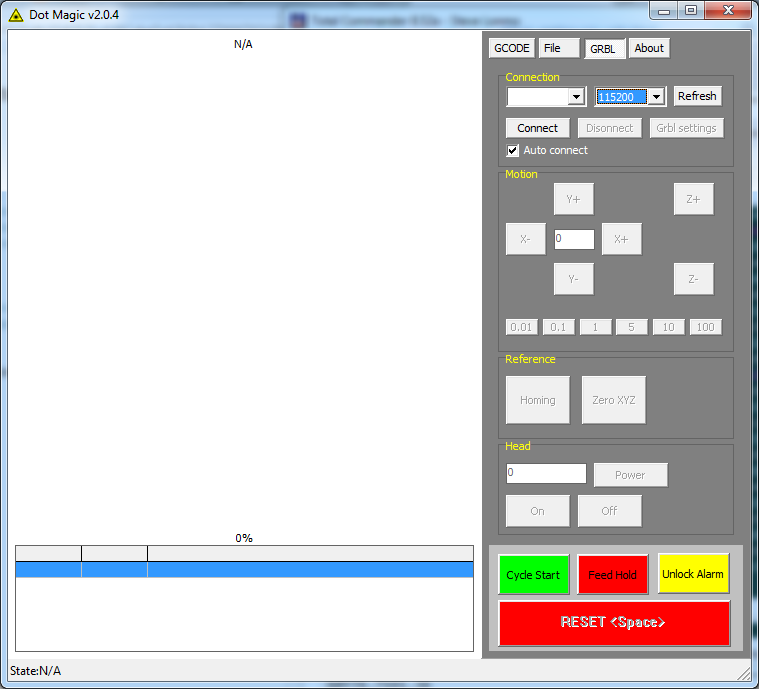 Dot Magic v2.0.4
N/A
GCODE File GRBL About
Connection
115200 Refresh
Connect Disonnect Grbl settings
Auto connect
Motion
Y+ Z+
X- 0 X+
Y- Z-
0.01 0.1 1 5 10 100
Reference
Homing Zero XYZ
Head
0 Power
On Off
0%
Cycle Start Feed Hold Unlock Alarm
RESET <Space>
State:N/A